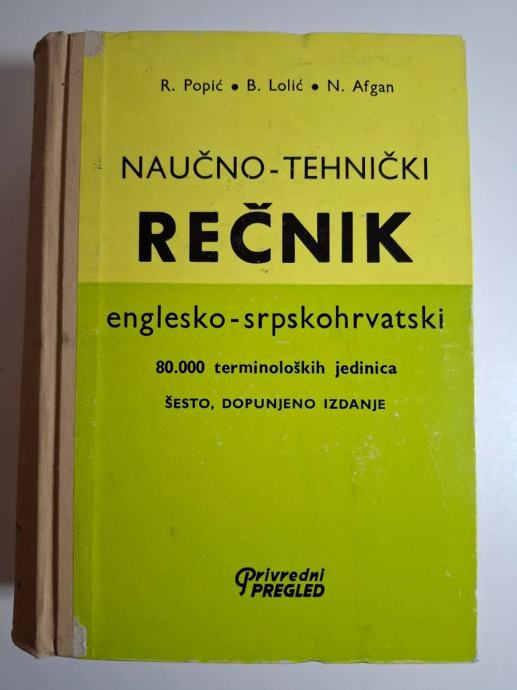 R. Popić • B. Lolić • N. Afgan
NAUČNO-TEHNIČKI
REČNIK
englesko-srpskohrvatski
80.000 terminoloških jedinica
ŠESTO, DOPUNJENO IZDANJE
Privredni
PREGLED